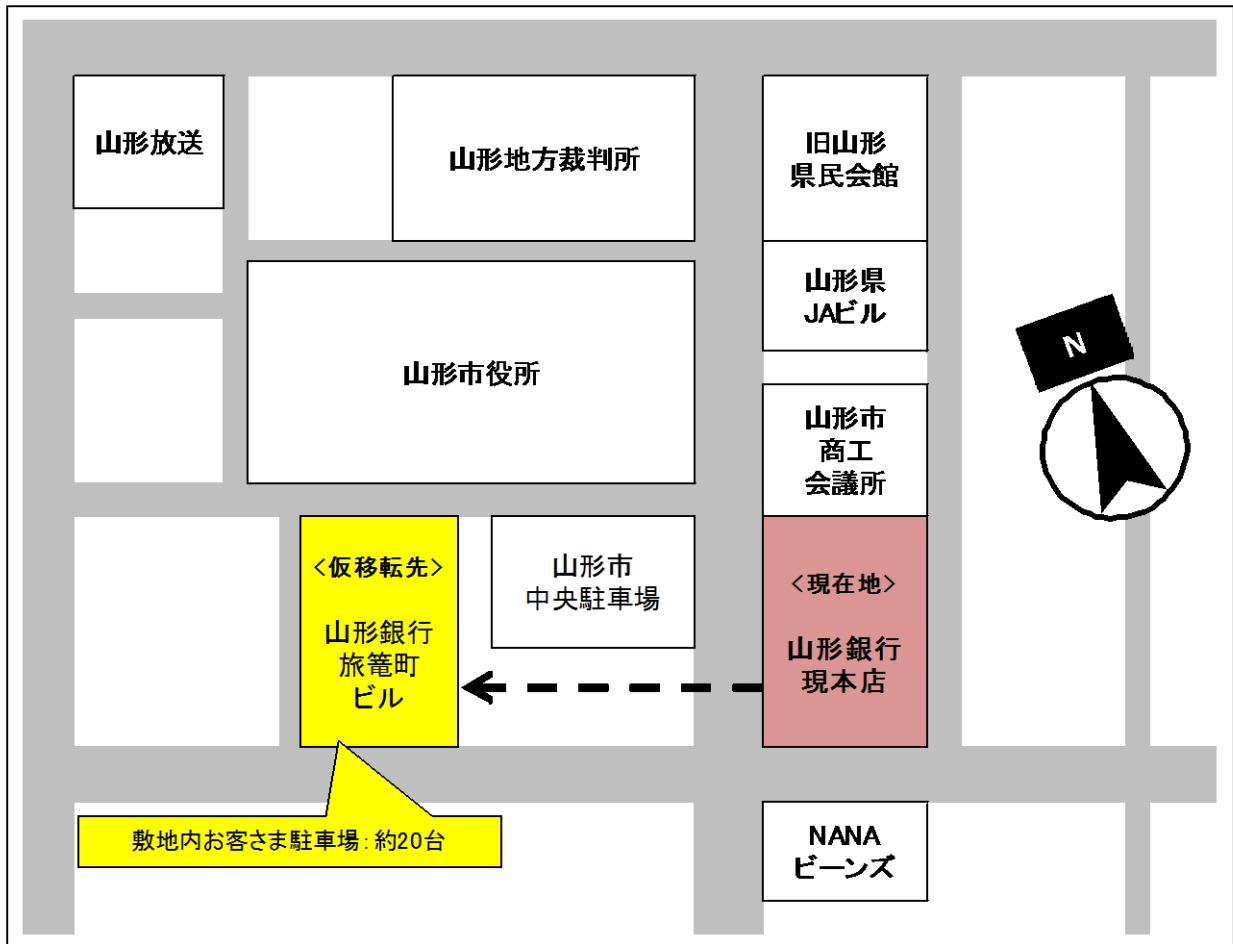 山形放送
山形地方裁判所
旧山形
県民会館
山形県
JAビル
N
山形市役所
山形市
商工
会議所
<仮移転先>
山形銀行
旅篭町
ビル
山形市
中央駐車場
<現在地>
山形銀行
現本店
敷地内お客さま駐車場：約20台
NANA
ビーンズ